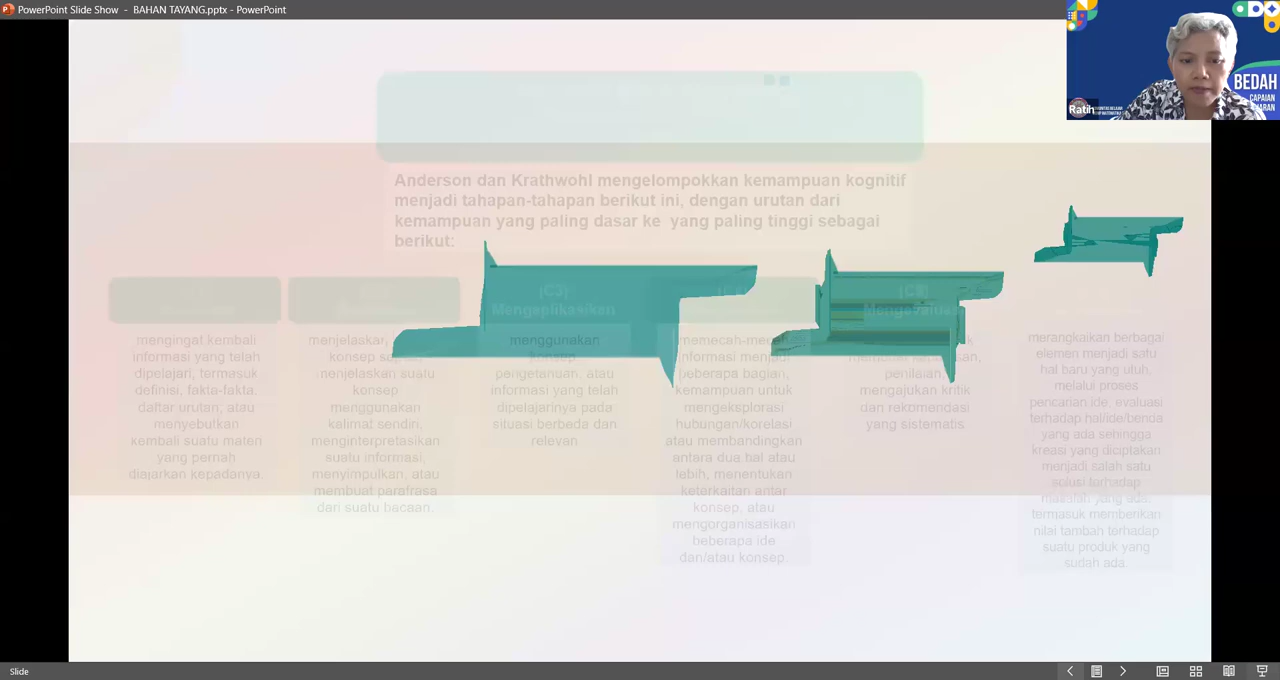 PowerPoint Slide Show - BAHAN TAYANG.pptx - PowerPoint
BEDAH
CAPAIAN
Ratih
Anderson dan Krathwohl mengelompokkan kemampuan kognitif
menjadi tahapan-tahapan berikut ini, dengan urutan dari
kemampuan yang paling dasar ke yang paling tinggi sebagai
berikut:
mengingat kembali
informasi yang telah
dipelajari, termasuk
definisi, fakta-fakta,
daftar urutan, atau
menyebutkan
kembali suatu materi
yang pernah
diajarkan kepadanya.
menjelaskan
konsep
menjelaskan suatu
konsep
menggunakan
kalimat sendiri,
menginterpretasikan
suatu informasi,
menyimpulkan, atau
membuat parafrasa
dari suatu bacaan.
(C3)
Mengaplikasikan
menggunakan
konsep,
pengetahuan, atau
informasi yang telah
dipelajarinya pada
situasi berbeda dan
relevan
informasi menjadi
beberapa bagian,
kemampuan untuk
mengeksplorasi
hubungan/korelasi
atau membandingkan
antara dua hal atau
lebih, menentukan
keterkaitan antar
konsep, atau
mengorganisasikan
beberapa ide
dan/atau konsep.
penilaian,
mengajukan kritik
dan rekomendasi
yang sistematis
merangkaikan berbagai
elemen menjadi satu
hal baru yang utuh,
melalui proses
pencarian ide, evaluasi
terhadap hal/ide/benda
yang ada sehingga
kreasi yang diciptakan
menjadi salah satu
solusi terhadap
masalah yang ada.
termasuk memberikan
nilai tambah terhadap
suatu produk yang
sudah ada.
Slide